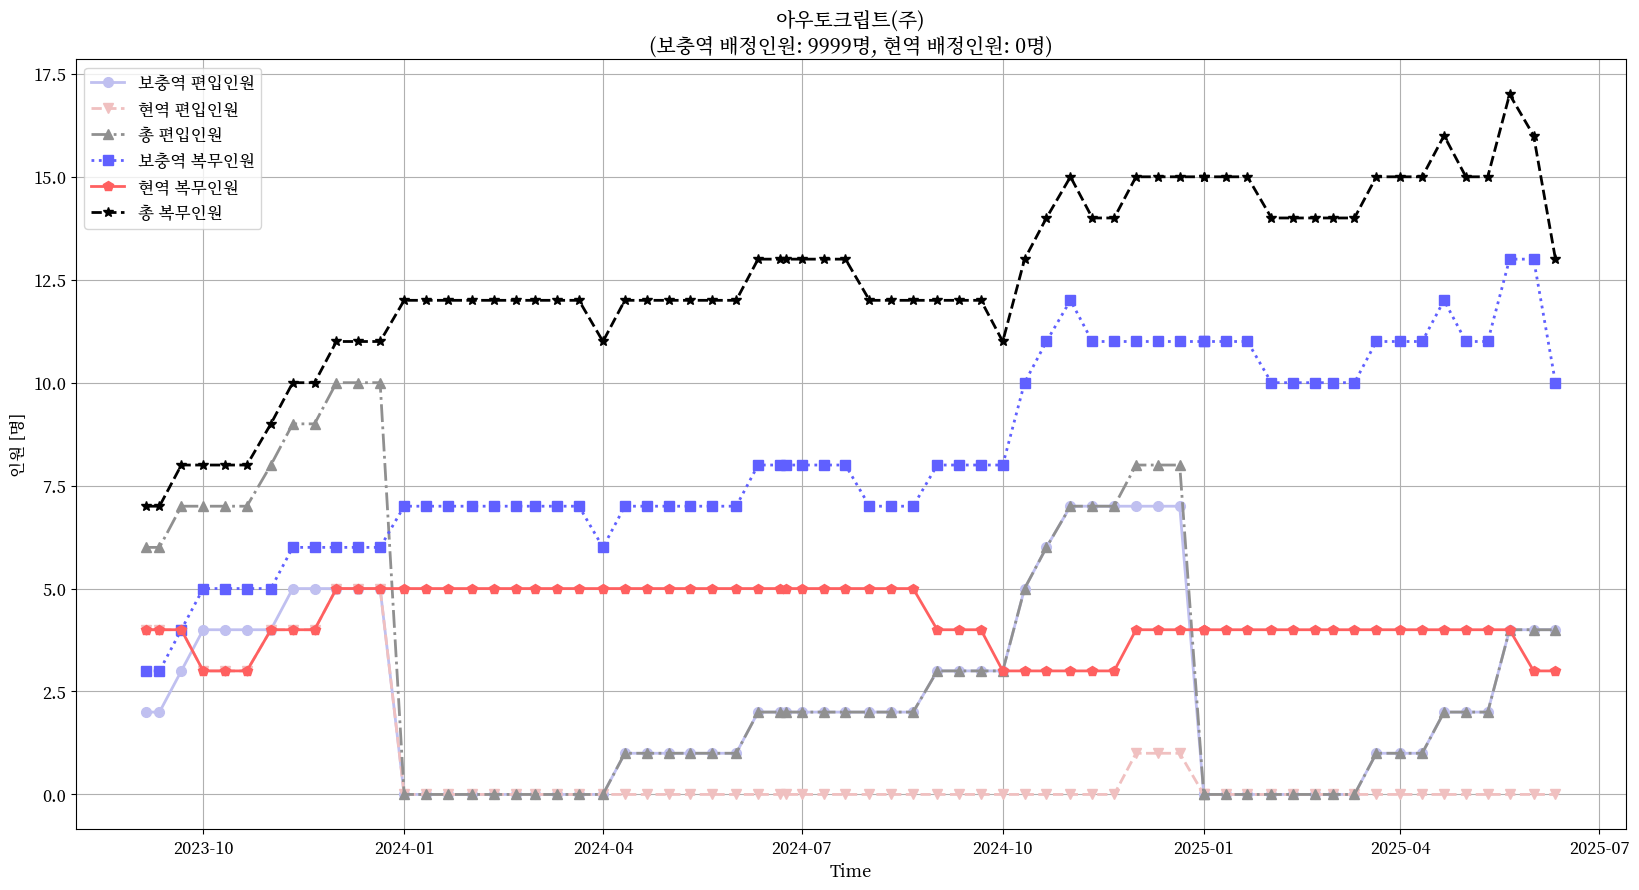 아우토크립트(주)
(보충역 배정인원: 9999명, 현역 배정인원: 0명)
보충역 편입인원
현역 편입인원
총 편입인원
보충역 복무인원
현역 복무인원
총 복무인원
인원 [명]
17.5
15.0
12.5
10.0
7.5
5.0
2.5
0.0
2023-10
2024-01
2024-04
2024-07
2024-10
2025-01
2025-04
2025-07
Time